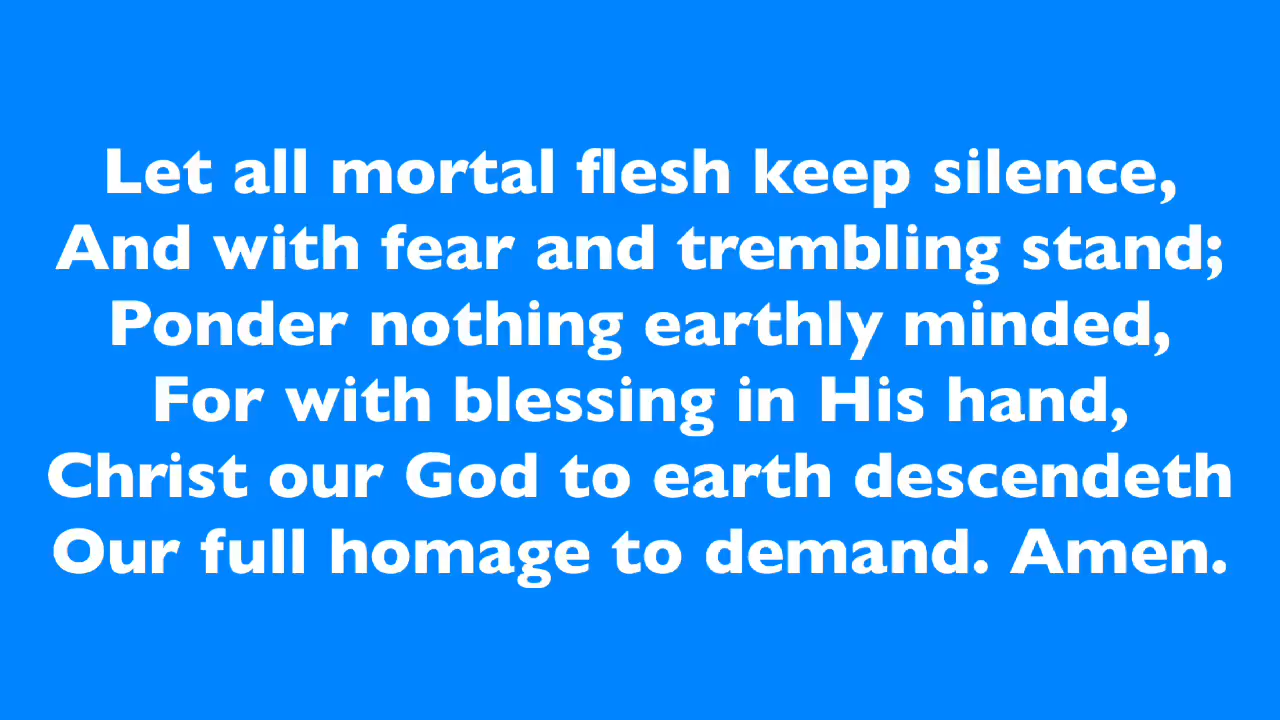 Let all mortal flesh keep silence,
And with fear and trembling stand;
Ponder nothing earthly minded,
For with blessing in His hand,
Christ our God to earth descendeth
Our full homage to demand. Amen.